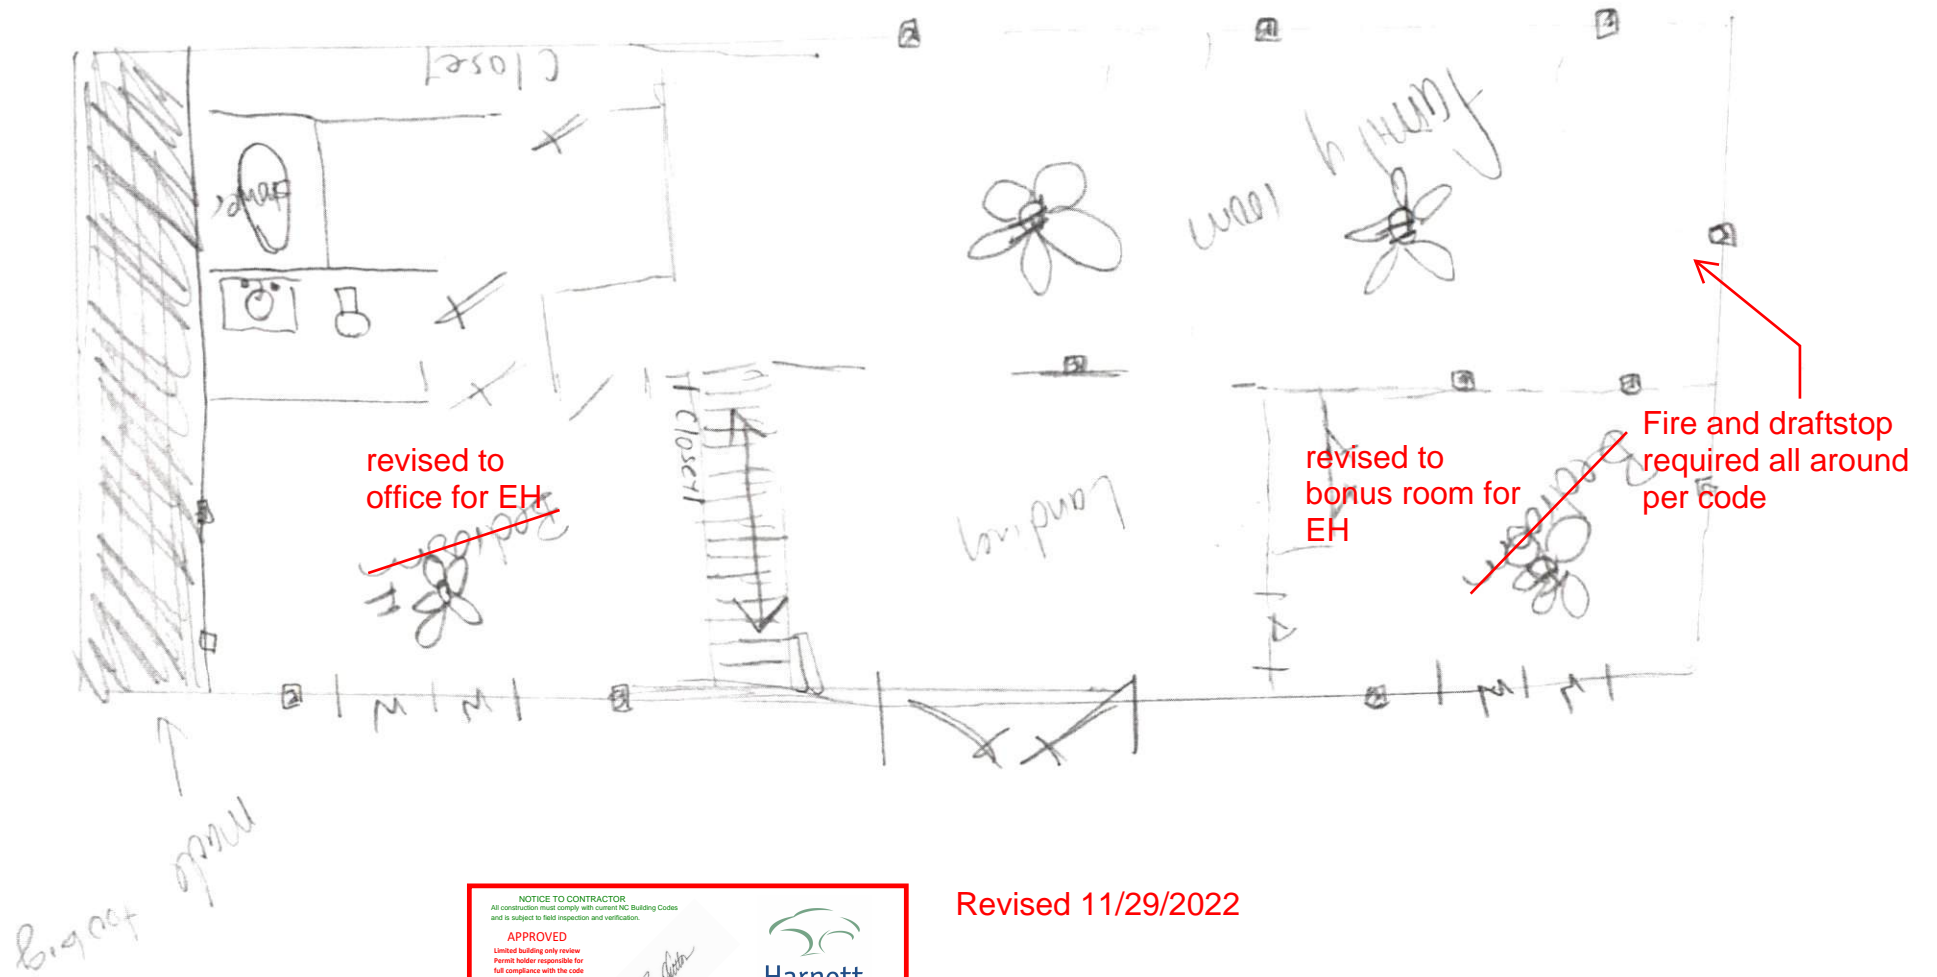 Closet
Family
room
shower
Closet
revised to
office for EH
Bedroom
Landing
revised to
bonus room for
EH
Bedroom
Fire and draftstop
required all around
per code
Revised 11/29/2022
NOTICE TO CONTRACTOR
All construction must comply with current NC Building Codes
and is subject to field inspection and verification.
APPROVED
Limited building only review
Permit holder responsible for
full compliance with the code
Harnett